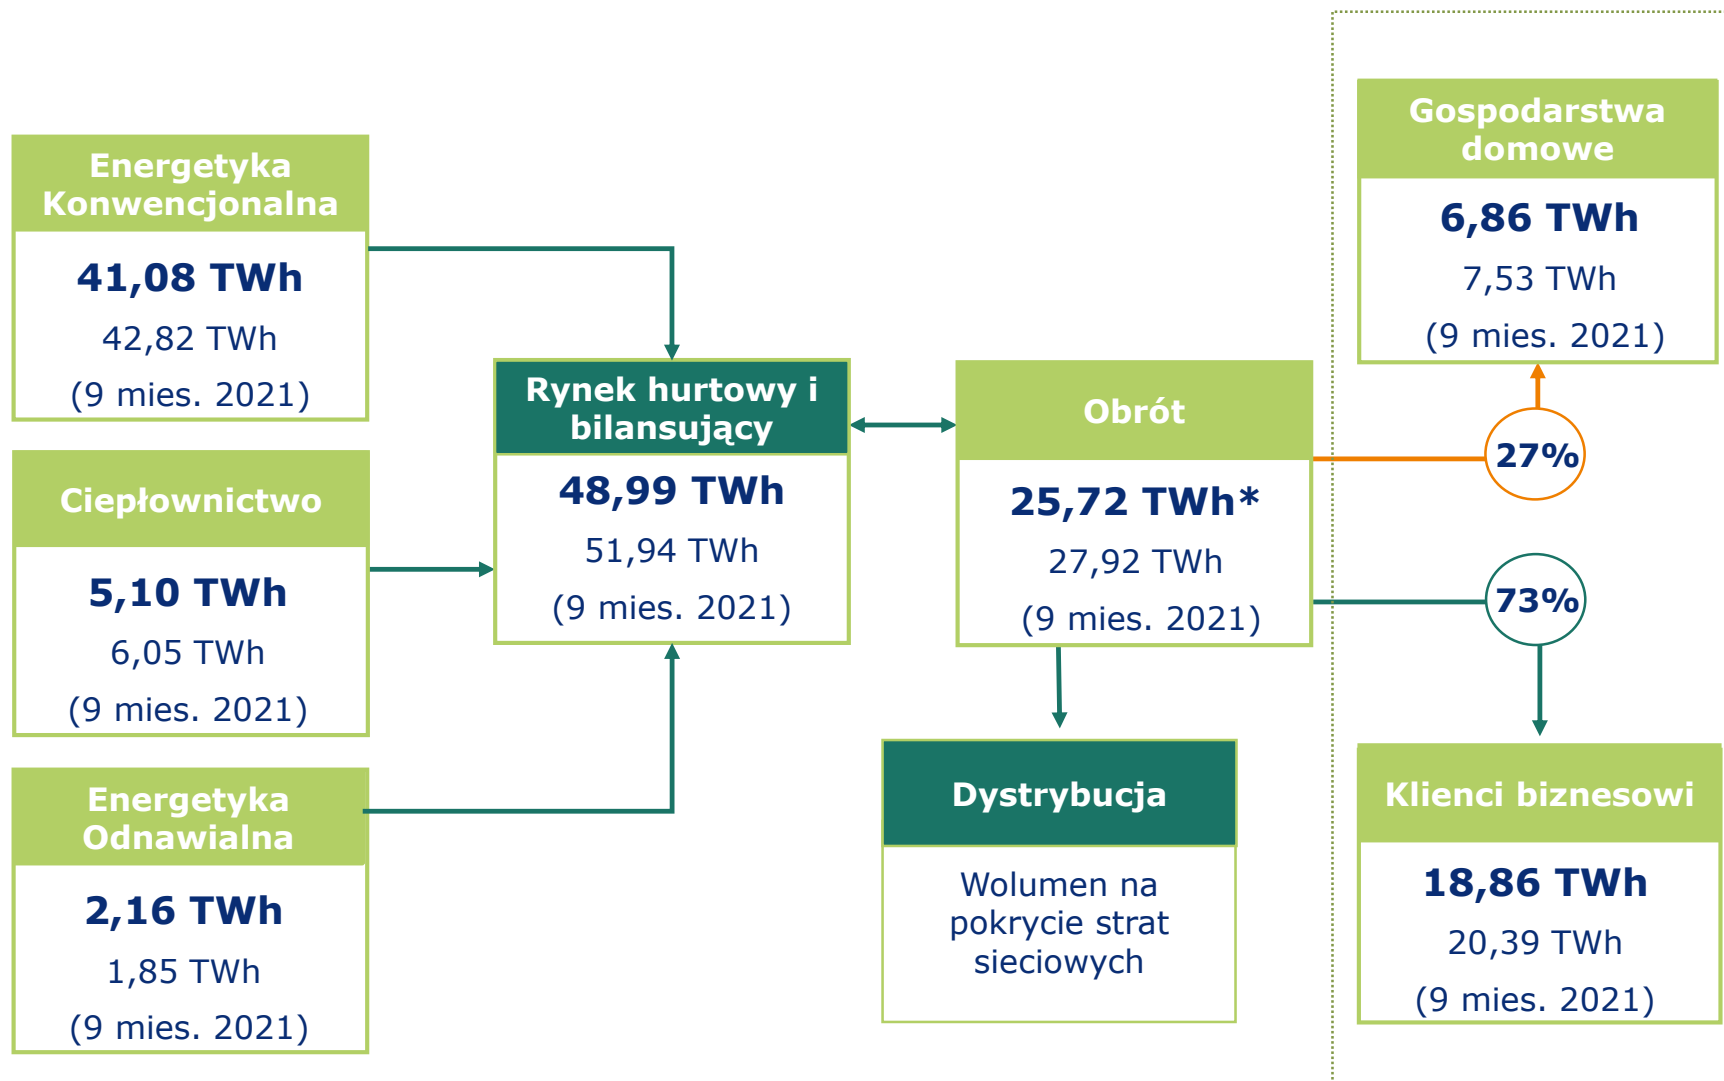 Energetyka
Konwencjonalna
41,08 TWh
42,82 TWh
(9 mies. 2021)
Ciepłownictwo
5,10 TWh
6,05 TWh
(9 mies. 2021)
Energetyka
Odnawialna
2,16 TWh
1,85 TWh
(9 mies. 2021)
Rynek hurtowy i
bilansujący
48,99 TWh
51,94 TWh
(9 mies. 2021)
Obrót
25,72 TWh*
27,92 TWh
(9 mies. 2021)
Dystrybucja
Wolumen na
pokrycie strat
sieciowych
Gospodarstwa
domowe
6,86 TWh
7,53 TWh
(9 mies. 2021)
27%
73%
Klienci biznesowi
18,86 TWh
20,39 TWh
(9 mies. 2021)